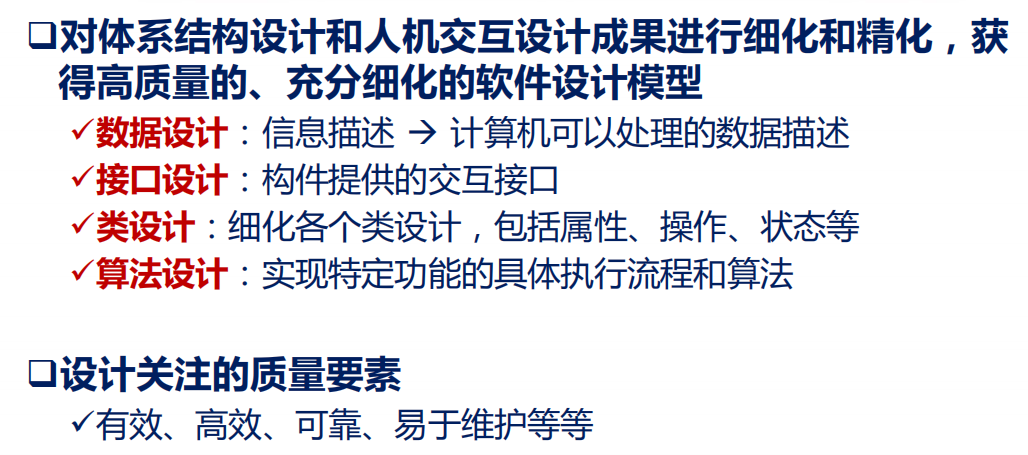 ❑对体系结构设计和人机交互设计成果进行细化和精化，获
得高质量的、充分细化的软件设计模型
✓数据设计：信息描述 → 计算机可以处理的数据描述
✓接口设计：构件提供的交互接口
✓类设计：细化各个类设计，包括属性、操作、状态等
✓算法设计：实现特定功能的具体执行流程和算法
❑设计关注的质量要素
✓有效、高效、可靠、易于维护等等